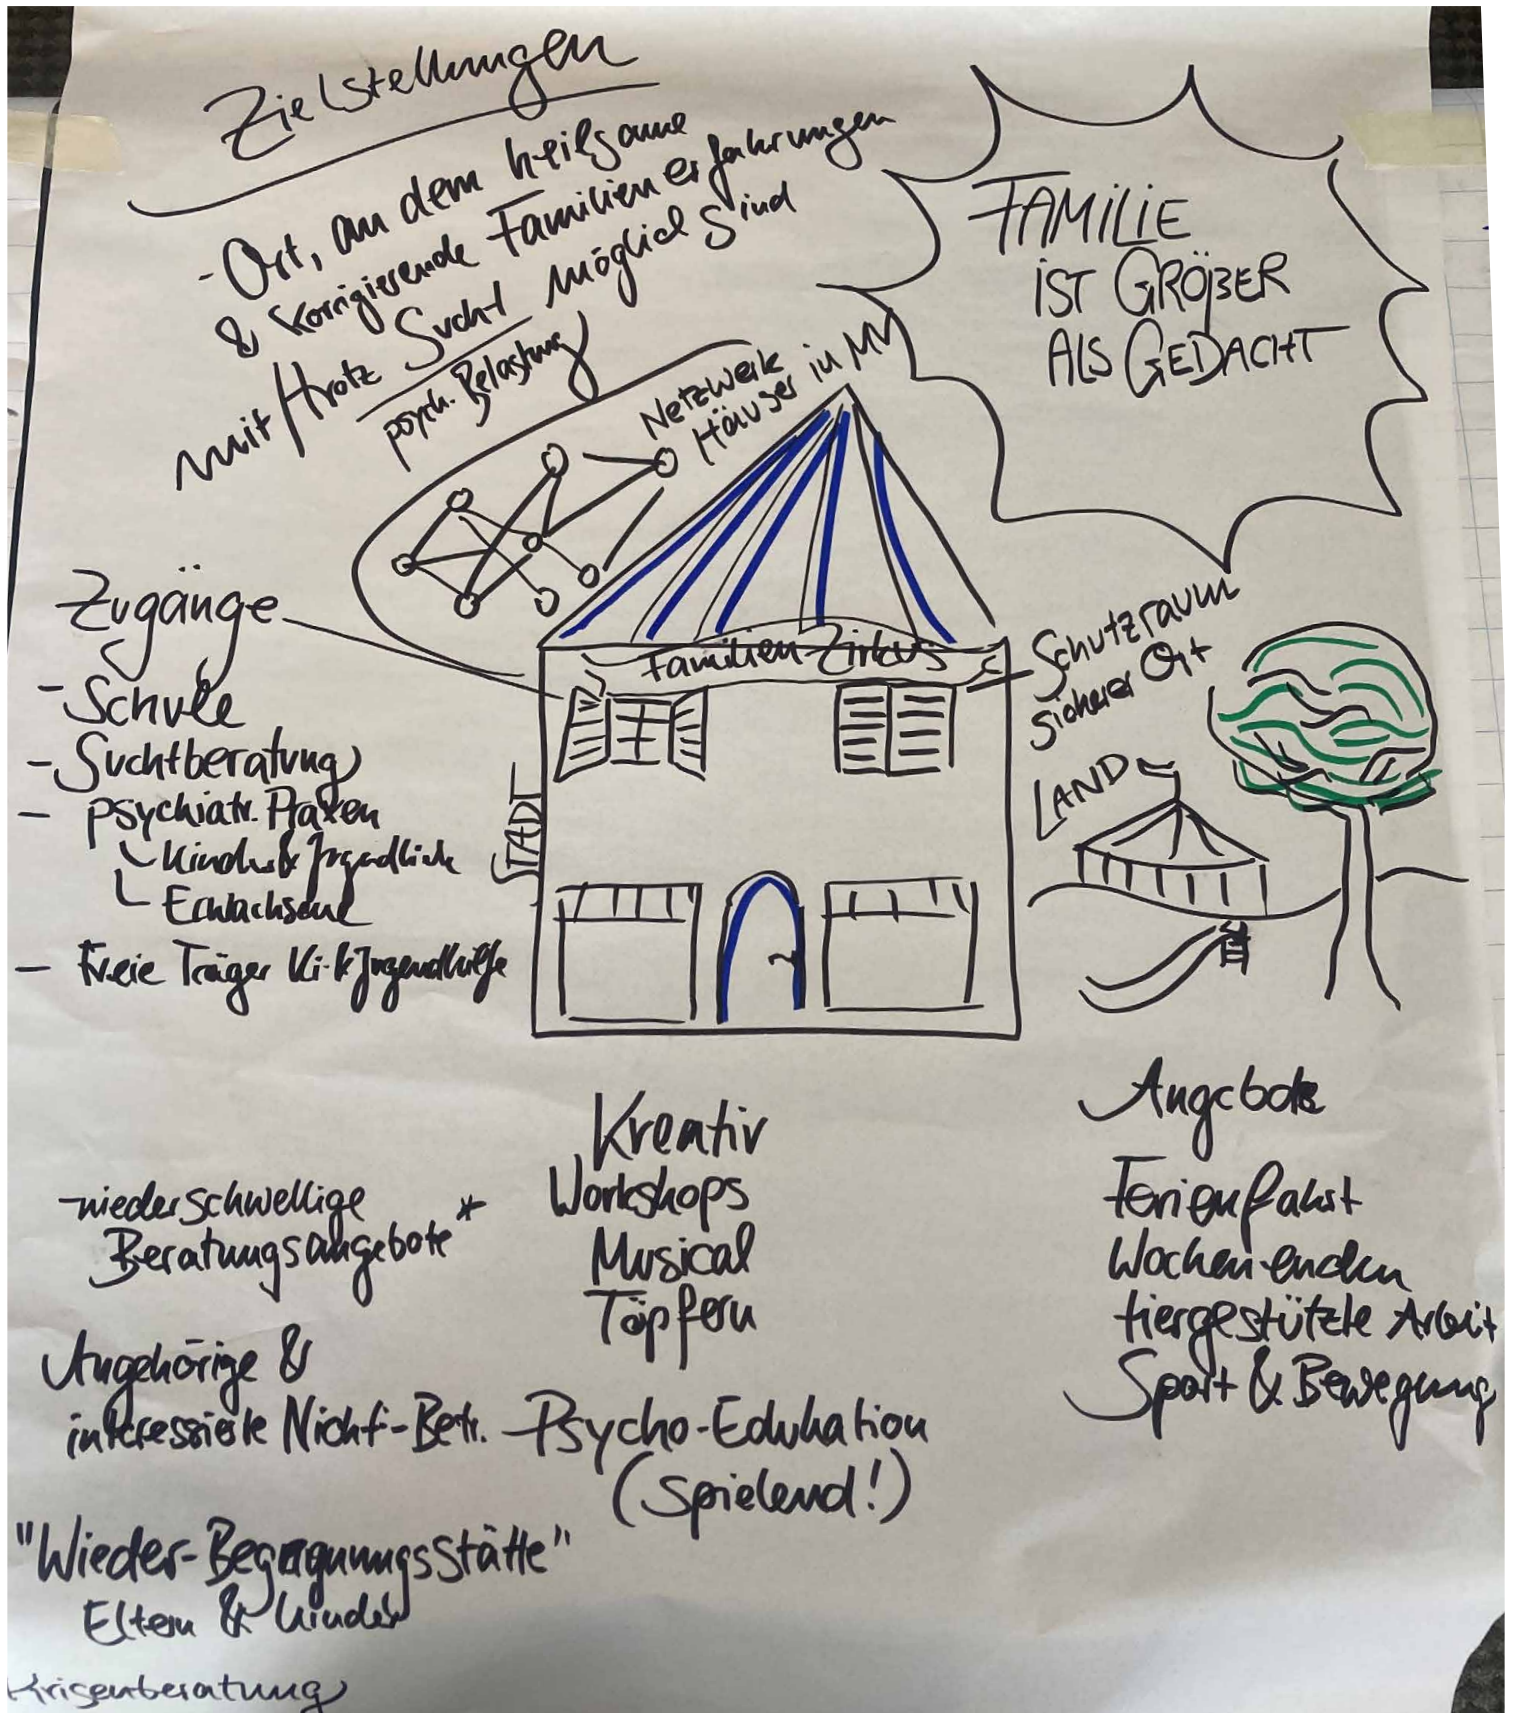 Zielstellungen
- Ort, an dem heilsame
& korrigierende Familienerfahrungen
mit/trotz Sucht möglich sind
psych. Belastung
FAMILIE
IST GRÖßER
ALS GEDACHT
Netzwerk
Häuser in MV
Zugänge
- Schule
- Suchtberatung
- psychiatr. Praxen
Kinder & Jugendliche
Erwachsene
- Freie Träger Ki- & Jugendhilfe
Familien-Zirkus
STADT
Schutzraum
sicherer Ort
LAND
Kreativ
Workshops
Musical
Töpfern
Angebote
Ferienfahrt
Wochenenden
tiergestützte Arbeit
Sport & Bewegung
- niederschwellige *
Beratungsangebote
Angehörige &
interessierte Nicht-Betr.
Psycho-Edukation
(spielend!)
"Wieder-Begegnungsstätte"
Eltern & Kinder
Krisenberatung